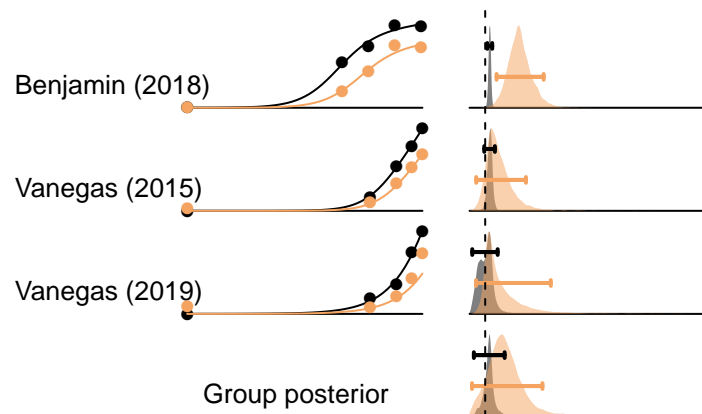 Benjamin (2018)
Vanegas (2015)
Vanegas (2019)
Group posterior